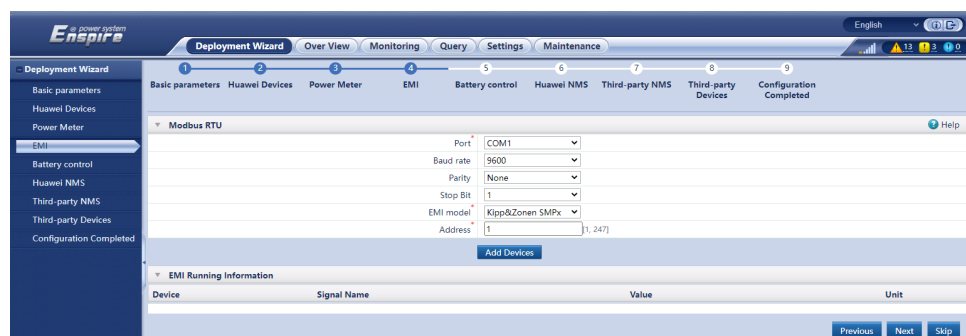 e power system
Enspire
English
Deployment Wizard Over View Monitoring Query Settings Maintenance
13 3 0
Deployment Wizard
Basic parameters
Huawei Devices
Power Meter
EMI
Battery control
Huawei NMS
Third-party NMS
Third-party Devices
Configuration Completed
1 2 3 4 5 6 7 8 9
Basic parameters Huawei Devices Power Meter EMI Battery control Huawei NMS Third-party NMS Third-party Devices Configuration Completed
Modbus RTU
Help
Port * COM1
Baud rate 9600
Parity None
Stop Bit 1
EMI model * Kipp&Zonen SMPx
Address * 1 [1, 247]
Add Devices
EMI Running Information
Device Signal Name Value Unit
Previous Next Skip